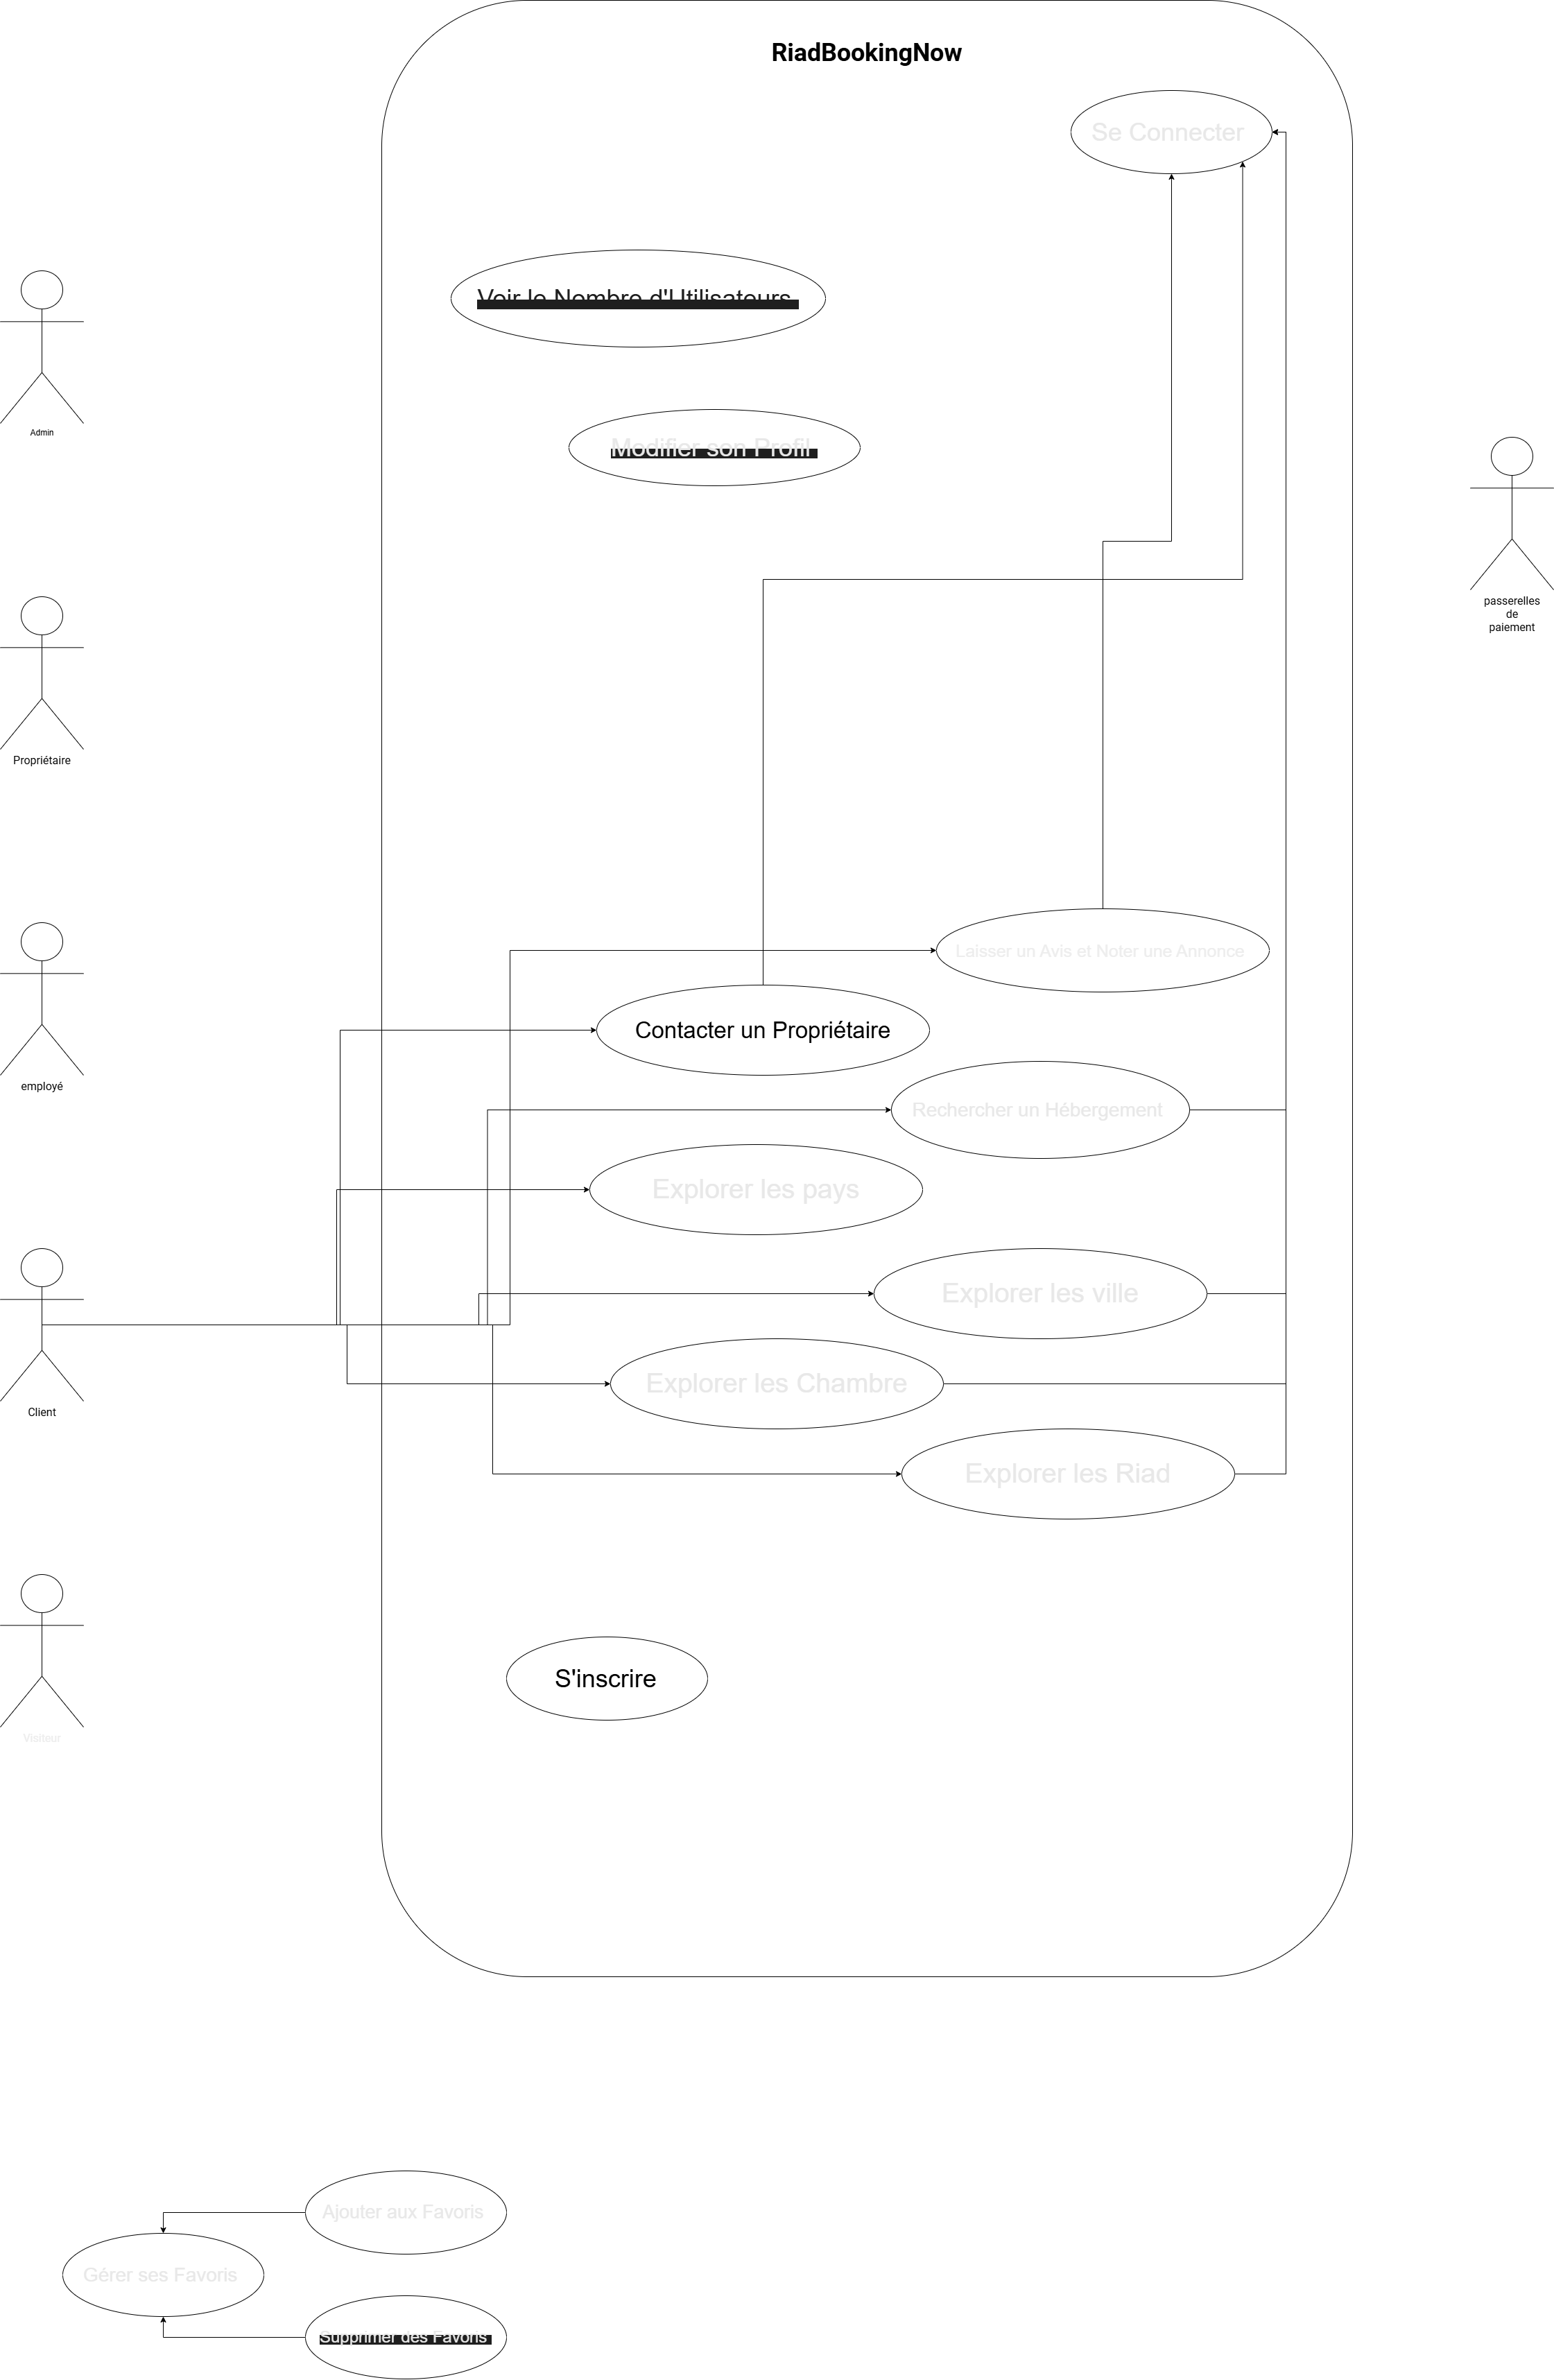 RiadBookingNow
Se Connecter
Voir le Nombre d'Utilisateurs
Admin
Modifier son Profil
passerelles
de
paiement
Propriétaire
Laisser un Avis et Noter une Annonce
Contacter un Propriétaire
employé
Rechercher un Hébergement
Explorer les pays
Explorer les ville
Explorer les Chambre
Client
Explorer les Riad
S'inscrire
Visiteur
Ajouter aux Favoris
Gérer ses Favoris
Supprimer des Favoris